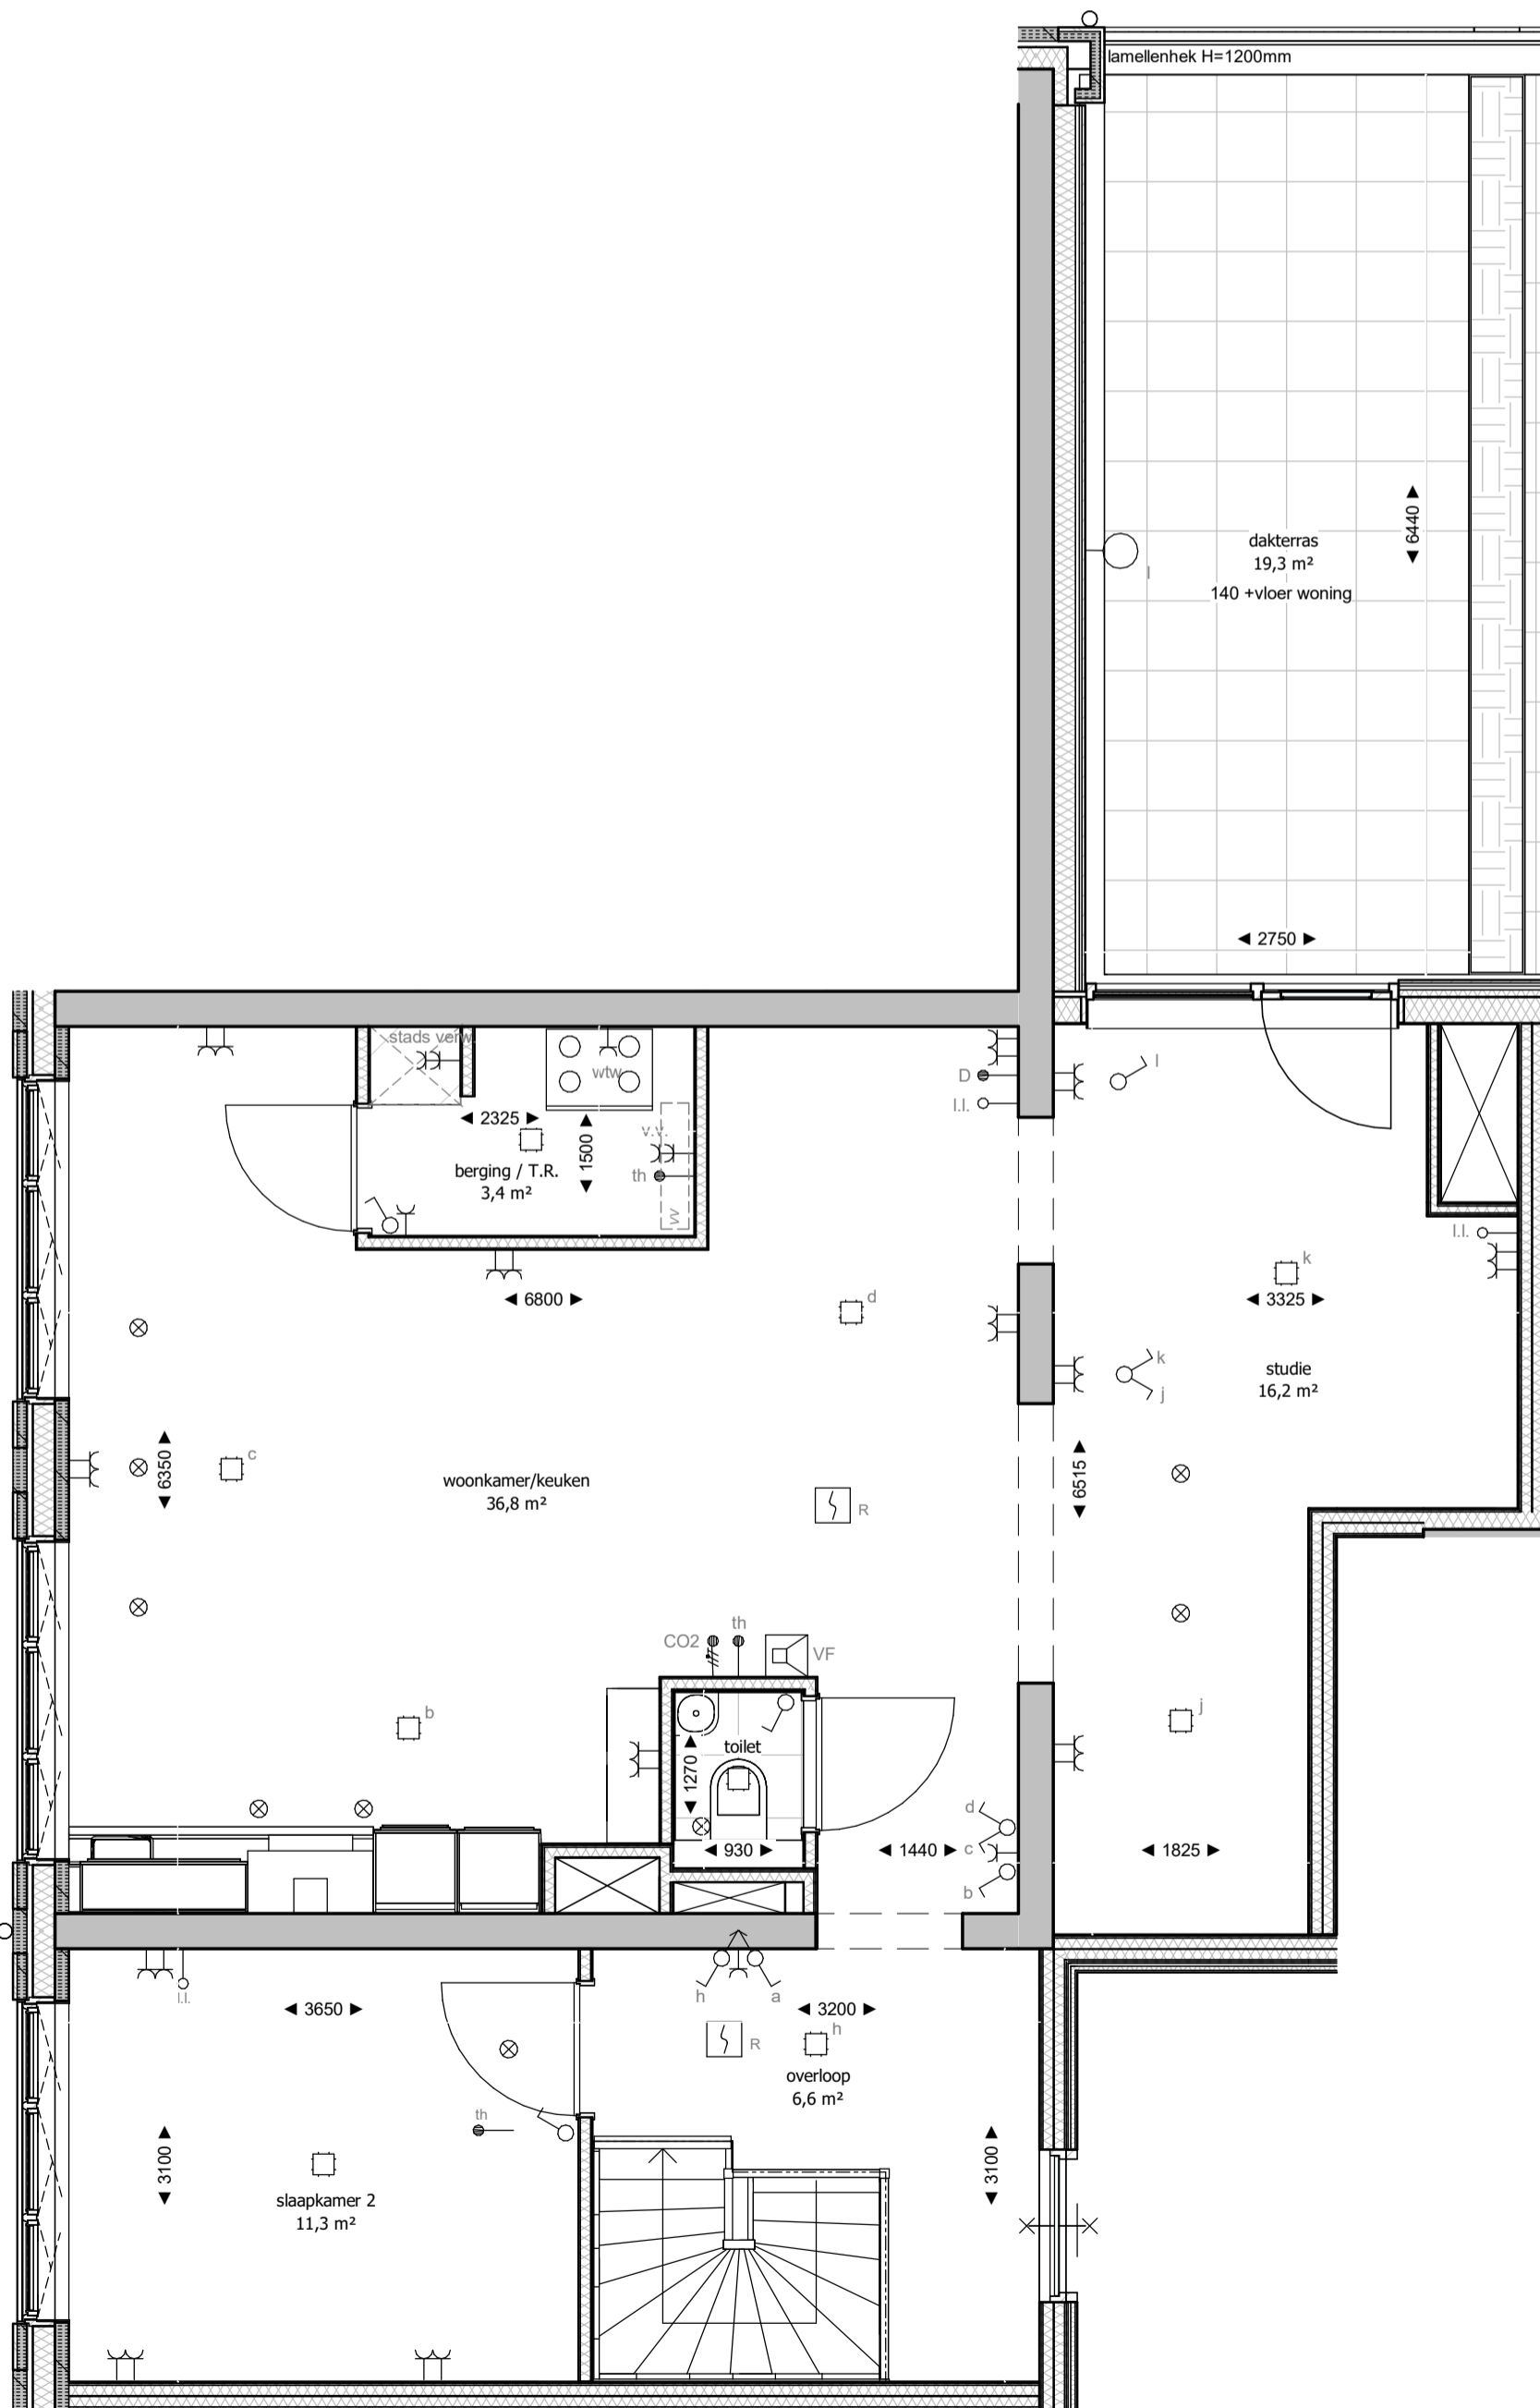 lamellenhek H=1200mm
6440
dakterras
19,3 m²
140 +vloer woning
l
2750
stads verw.
wtw
2325
v.v.
1500
berging / T.R.
3,4 m²
th
vv
D
l.l.
l
l.l.
6800
d
k
3325
k
j
studie
16,2 m²
c
6350
woonkamer/keuken
36,8 m²
6515
R
CO2
th
VF
b
j
toilet
1270
930
1440
d
c
b
1825
l.l.
3650
h
a
3200
R
h
overloop
6,6 m²
th
3100
3100
slaapkamer 2
11,3 m²